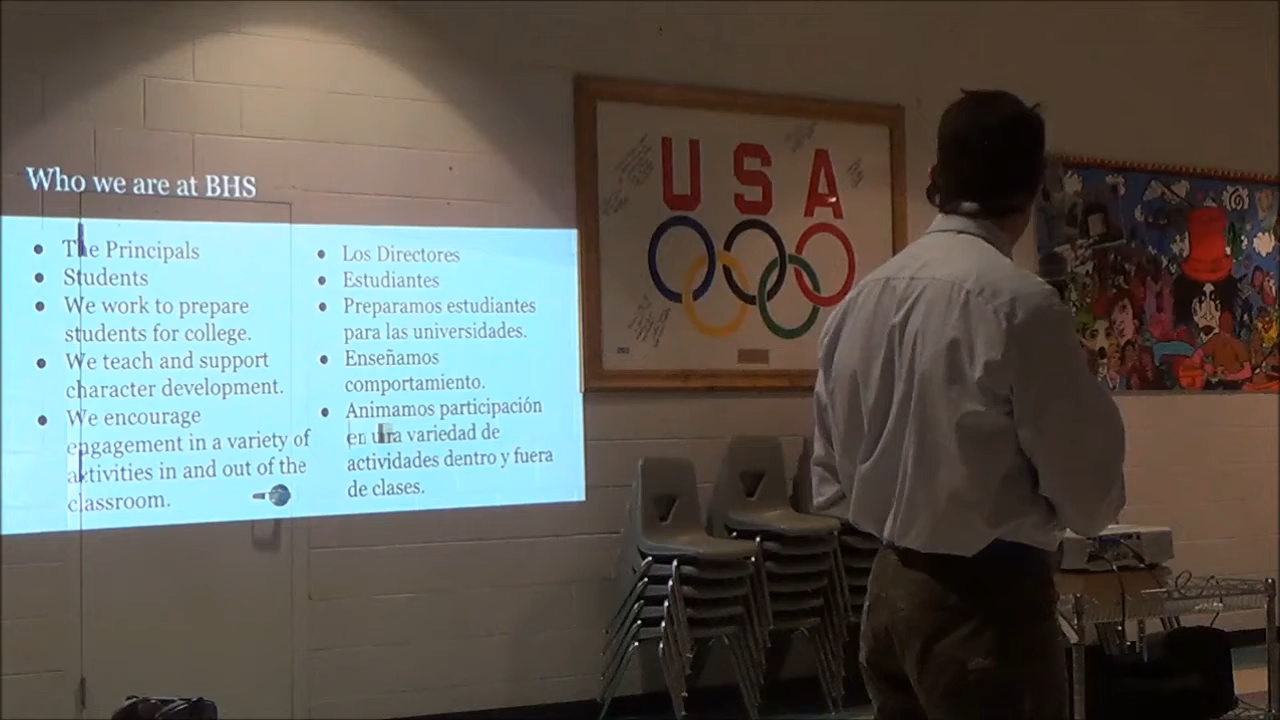 Who we are at BHS
The Principals
Students
We work to prepare
students for college.
We teach and support
character development.
We encourage
engagement in a variety of
activities in and out of the
classroom.
Los Directores
Estudiantes
Preparamos estudiantes
para las universidades.
Enseñamos
comportamiento.
Animamos participación
en una variedad de
actividades dentro y fuera
de clases.
USA